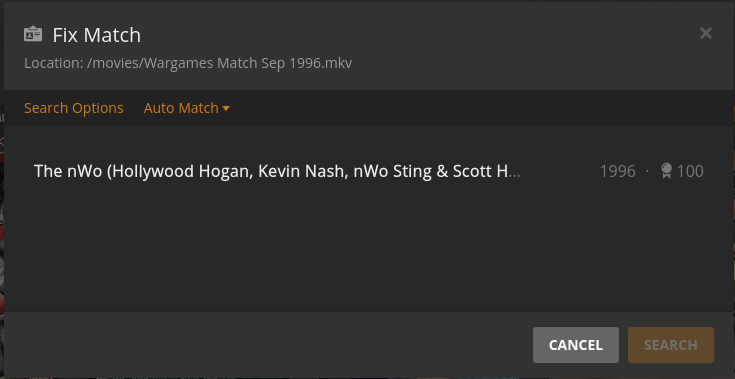 Fix Match
Location: /movies/Wargames Match Sep 1996.mkv
Search Options Auto Match
The nWo (Hollywood Hogan, Kevin Nash, nWo Sting & Scott H... 1996 · 100
CANCEL SEARCH